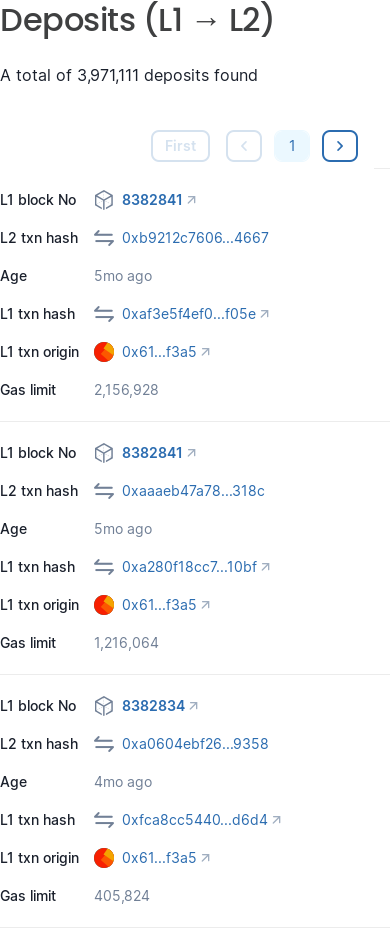 Deposits (L1 → L2)
A total of 3,971,111 deposits found
First 1
L1 block No 8382841
L2 txn hash 0xb9212c7606...4667
Age 5mo ago
L1 txn hash 0xaf3e5f4ef0...f05e
L1 txn origin 0x61...f3a5
Gas limit 2,156,928
L1 block No 8382841
L2 txn hash 0xaaaeb47a78...318c
Age 5mo ago
L1 txn hash 0xa280f18cc7...10bf
L1 txn origin 0x61...f3a5
Gas limit 1,216,064
L1 block No 8382834
L2 txn hash 0xa0604ebf26...9358
Age 4mo ago
L1 txn hash 0xfca8cc5440...d6d4
L1 txn origin 0x61...f3a5
Gas limit 405,824